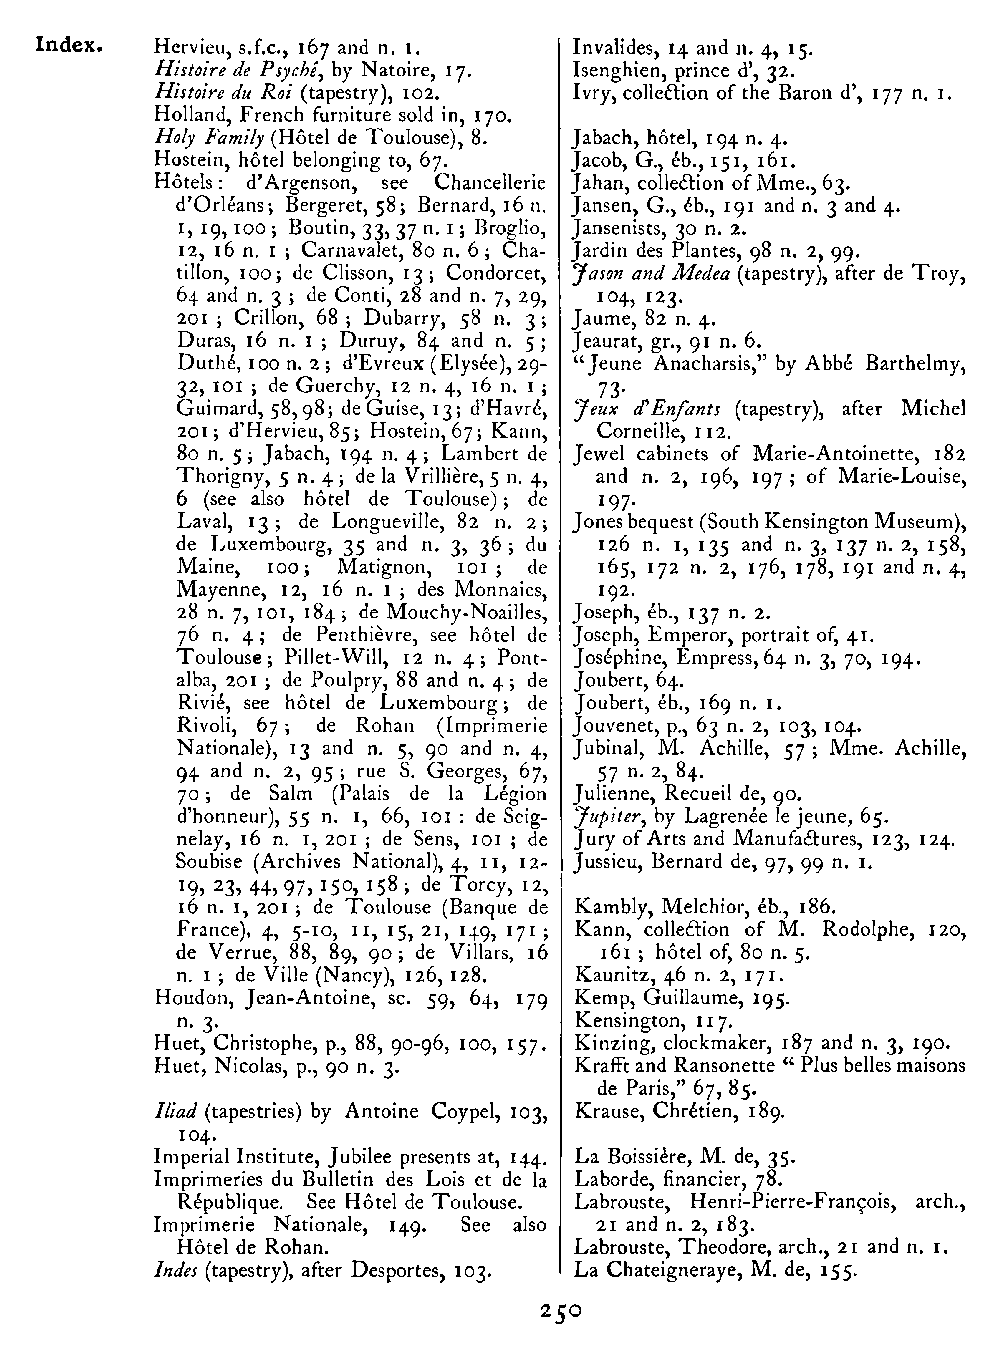 Index.
Hervieu, s.f.c., 167 and n. 1.
Histoire de Psyché, by Natoire, 17.
Histoire du Roi (tapestry), 102.
Holland, French furniture sold in, 170.
Holy Family (Hôtel de Toulouse), 8.
Hostein, hôtel belonging to, 67.
Hôtels: d'Argenson, see Chancellerie
d'Orléans; Bergeret, 58; Bernard, 16 n.
1, 19, 100; Boutin, 33, 37 n. 1; Broglio,
12, 16 n. 1 ; Carnavalet, 80 n. 6; Cha-
tillon, 100; de Clisson, 13; Condorcet,
64 and n. 3 ; de Conti, 28 and n. 7, 29,
201 ; Crillon, 68 ; Dubarry, 58 n. 3;
Duras, 16 n. 1 ; Duruy, 84 and n. 5;
Duthé, 100 n. 2; d'Evreux (Elysée), 29-
32, 101 ; de Guerchy, 12 n. 4, 16 n. 1;
Guimard, 58, 98; de Guise, 13; d'Havré,
201; d'Hervieu, 85; Hostein, 67; Kann,
80 n. 5; Jabach, 194 n. 4; Lambert de
Thorigny, 5 n. 4; de la Vrillière, 5 n. 4,
6 (see also hôtel de Toulouse); de
Laval, 13; de Longueville, 82 n. 2;
de Luxembourg, 35 and n. 3, 36; du
Maine, 100; Matignon, 101; de
Mayenne, 12, 16 n. 1 ; des Monnaies,
28 n. 7, 101, 184; de Mouchy-Noailles,
76 n. 4; de Penthièvre, see hôtel de
Toulouse; Pillet-Will, 12 n. 4; Pont-
alba, 201 ; de Poulpry, 88 and n. 4; de
Rivié, see hôtel de Luxembourg; de
Rivoli, 67; de Rohan (Imprimerie
Nationale), 13 and n. 5, 90 and n. 4,
94 and n. 2, 95; rue S. Georges, 67,
70; de Salm (Palais de la Légion
d'honneur), 55 n. 1, 66, 101 : de Seig-
nelay, 16 n. 1, 201 ; de Sens, 101 ; de
Soubise (Archives National), 4, 11, 12-
19, 23, 44, 97, 150, 158; de Torcy, 12,
16 n. 1, 201; de Toulouse (Banque de
France), 4, 5-10, 11, 15, 21, 149, 171;
de Verrue, 88, 89, 90; de Villars, 16
n. 1 ; de Ville (Nancy), 126, 128.
Houdon, Jean-Antoine, sc. 59, 64, 179
n. 3.
Huet, Christophe, p., 88, 90-96, 100, 157.
Huet, Nicolas, p., 90 n. 3.
Iliad (tapestries) by Antoine Coypel, 103,
104.
Imperial Institute, Jubilee presents at, 144.
Imprimeries du Bulletin des Lois et de la
République. See Hôtel de Toulouse.
Imprimerie Nationale, 149. See also
Hôtel de Rohan.
Indes (tapestry), after Desportes, 103.
Invalides, 14 and n. 4, 15.
Isenghien, prince d', 32.
Ivry, collection of the Baron d', 177 n. 1.
Jabach, hôtel, 194 n. 4.
Jacob, G., éb., 151, 161.
Jahan, collection of Mme., 63.
Jansen, G., éb., 191 and n. 3 and 4.
Jansenists, 30 n. 2.
Jardin des Plantes, 98 n. 2, 99.
Jason and Medea (tapestry), after de Troy,
104, 123.
Jaume, 82 n. 4.
Jeaurat, gr., 91 n. 6.
"Jeune Anacharsis," by Abbé Barthelmy,
73.
Jeux d'Enfants (tapestry), after Michel
Corneille, 112.
Jewel cabinets of Marie-Antoinette, 182
and n. 2, 196, 197 ; of Marie-Louise,
197.
Jones bequest (South Kensington Museum),
126 n. 1, 135 and n. 3, 137 n. 2, 158,
165, 172 n. 2, 176, 178, 191 and n. 4,
192.
Joseph, éb., 137 n. 2.
Joseph, Emperor, portrait of, 41.
Joséphine, Empress, 64 n. 3, 70, 194.
Joubert, 64.
Joubert, éb., 169 n. 1.
Jouvenet, p., 63 n. 2, 103, 104.
Jubinal, M. Achille, 57 ; Mme. Achille,
57 n. 2, 84.
Julienne, Recueil de, 90.
Jupiter, by Lagrenée le jeune, 65.
Jury of Arts and Manufactures, 123, 124.
Jussieu, Bernard de, 97, 99 n. 1.
Kambly, Melchior, éb., 186.
Kann, collection of M. Rodolphe, 120,
161 ; hôtel of, 80 n. 5.
Kaunitz, 46 n. 2, 171.
Kemp, Guillaume, 195.
Kensington, 117.
Kinzing, clockmaker, 187 and n. 3, 190.
Krafft and Ransonette "Plus belles maisons
de Paris," 67, 85.
Krause, Chrétien, 189.
La Boissière, M. de, 35.
Laborde, financier, 78.
Labrouste, Henri-Pierre-François, arch.,
21 and n. 2, 183.
Labrouste, Theodore, arch., 21 and n. 1.
La Chateigneraye, M. de, 155.
250